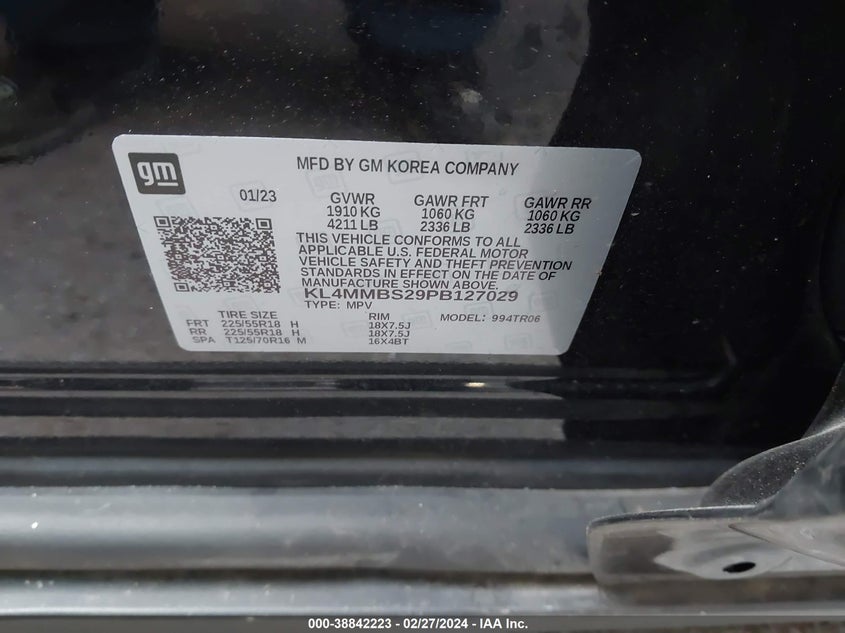 gm
MFD BY GM KOREA COMPANY
01/23
GVWR GAWR FRT GAWR RR
1910 KG 1060 KG 1060 KG
4211 LB 2336 LB 2336 LB
THIS VEHICLE CONFORMS TO ALL
APPLICABLE U.S. FEDERAL MOTOR
VEHICLE SAFETY AND THEFT PREVENTION
STANDARDS IN EFFECT ON THE DATE OF
MANUFACTURE SHOWN ABOVE.
KL4MMBS29PB127029
TYPE: MPV
TIRE SIZE RIM MODEL: 994TR06
FRT 225/55R18 H 18X7.5J
RR 225/55R18 H 18X7.5J
SPA T125/70R16 M 16X4BT
000-38842223 - 02/27/2024 - IAA Inc.